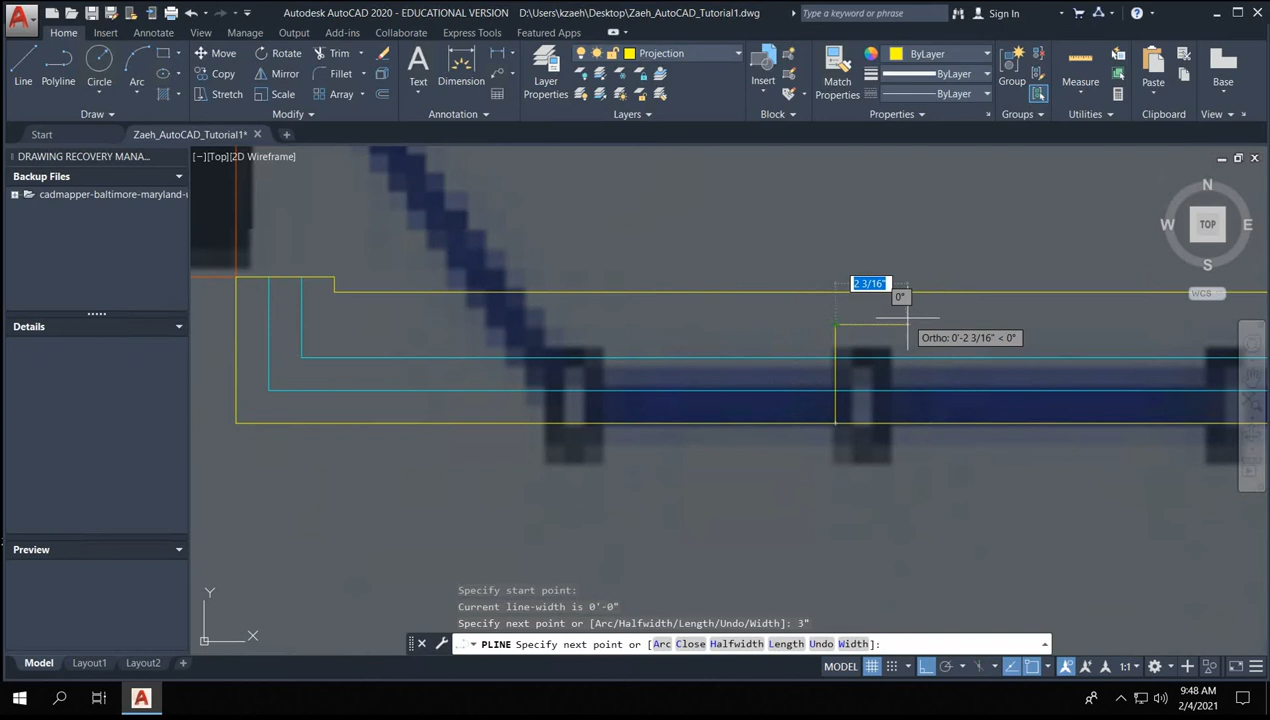 Autodesk AutoCAD 2020 - EDUCATIONAL VERSION D:\Users\kzaeh\Desktop\Zaeh_AutoCAD_Tutorial1.dwg
Type a keyword or phrase
Sign In
Home Insert Annotate View Manage Output Add-ins Collaborate Express Tools Featured Apps
Line
Polyline
Circle
Arc
Draw
Move
Rotate
Trim
Copy
Mirror
Fillet
Stretch
Scale
Array
Modify
Text
Dimension
Annotation
Layer
Properties
Projection
Layers
Insert
Block
Match
Properties
ByLayer
ByLayer
ByLayer
Properties
Group
Groups
Measure
Utilities
Paste
Clipboard
Base
View
Start
Zaeh_AutoCAD_Tutorial1*
DRAWING RECOVERY MANA...
Backup Files
cadmapper-baltimore-maryland-u
Details
Preview
[−][Top][2D Wireframe]
N
W TOP E
S
WCS
2 3/16"
0°
Ortho: 0'-2 3/16" < 0°
Y
X
Specify start point:
Current line-width is 0'-0"
Specify next point or [Arc/Halfwidth/Length/Undo/Width]: 3"
PLINE Specify next point or [Arc Close Halfwidth Length Undo Width]:
Model Layout1 Layout2
MODEL
1:1
9:48 AM
2/4/2021